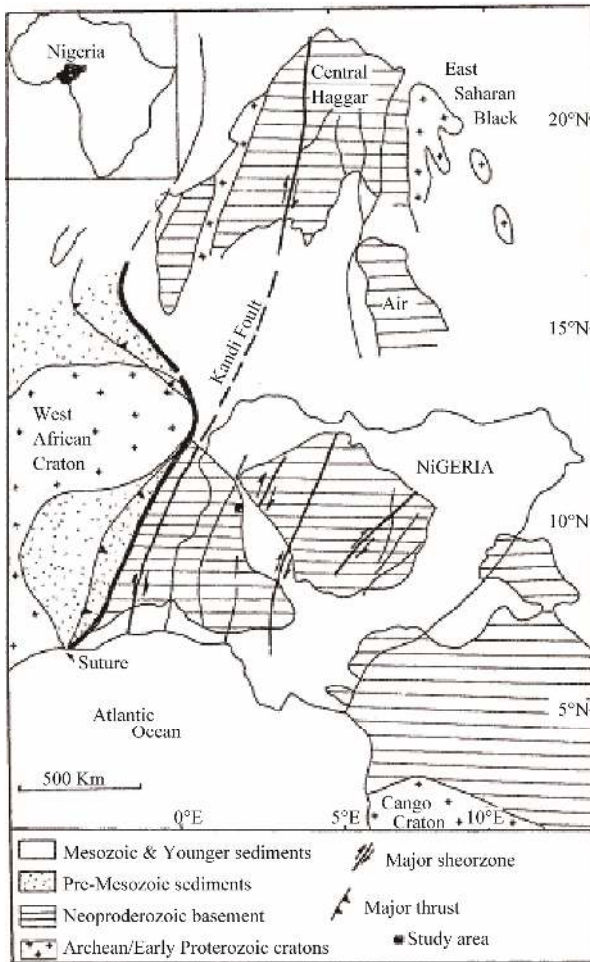 Nigeria
Central
Haggar
East
Saharan
Black
20°N
Air
15°N
Kandi Foult
West
African
Craton
NiGERIA
10°N
Suture
5°N
Atlantic
Ocean
500 Km
Cango
Craton
0°E
5°E
10°E
Mesozoic & Younger sediments
Pre-Mesozoic sediments
Neoproderozoic basement
Archean/Early Proterozoic cratons
Major sheorzone
Major thrust
Study area